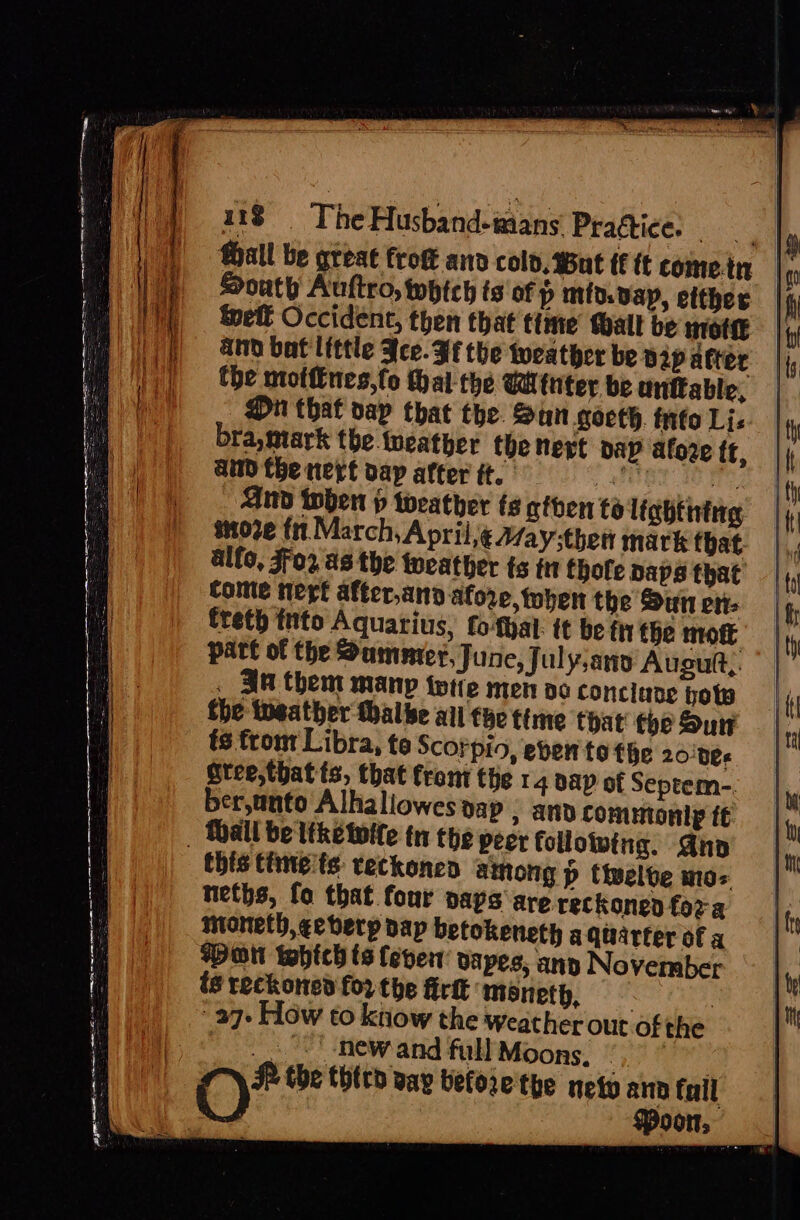 118 The Husband-mans Practice.
ſhall be great froſt and cold. But if it come in
South Auſtro, which is of þ mid-day, either
weſt Occident, then that time ſhall be moiſt
and but little Ice. If the weather be dry after
the moiſtnes, ſo ſhal the Winter be unſtable,
On that day that the Sun goeth into Li-
bra, mark the weather the next day afore it,
and the next day after it.
And when þ weather is given to lightning
more in March, April, & May; then mark that
alſo, For as the weather is in thoſe days that
come next after, and afore, when the Sun en-
treth into Aquarius, ſo ſhal it be in the moſt
part of the Summer, June, July, and Auguſt,
In them many wiſe men do conclude how
the weather ſhalbe all the time that the Sun
is from Libra, to Scorpio, even to the 20 de-
gree, that is, that from the 14 day of Septem-
ber, unto Alhallowes day, and commonly it
ſhall be likewiſe in the yeer following. And
this time is reckoned among þ twelve mo-
neths, ſo that four days are reckoned for a
moneth, & every day betokeneth a quarter of a
Mon which is ſeven dayes, and November
is reckoned for the firſt moneth.
27. How to know the weather out of the
new and full Moons.
OF the third day before the new and full
Moon,